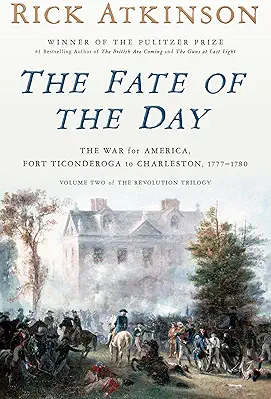 RICK ATKINSON
WINNER OF THE PULITZER PRIZE
#1 Bestselling Author of The British Are Coming and The Guns at Last Light
THE FATE OF
THE DAY
THE WAR for AMERICA,
FORT TICONDEROGA to CHARLESTON, 1777–1780
VOLUME TWO of THE REVOLUTION TRILOGY